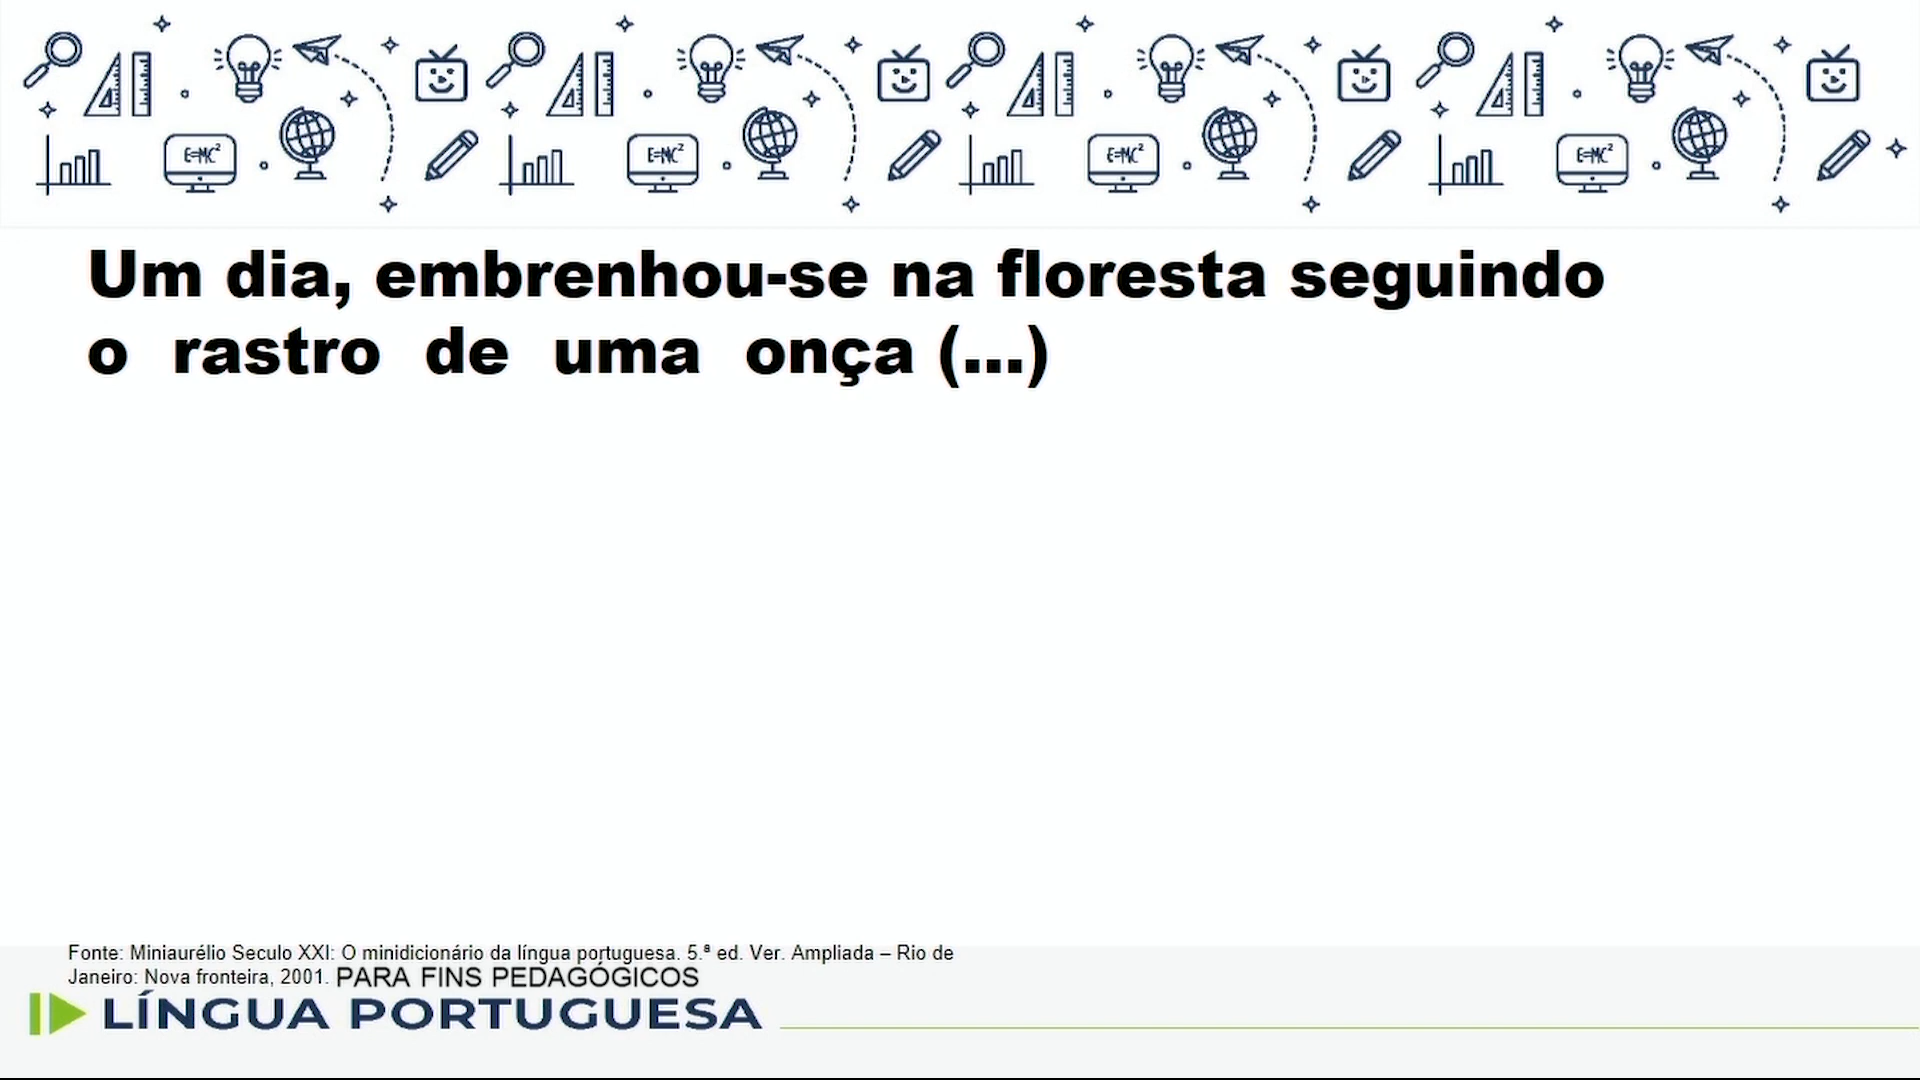 E=MC² E=MC² E=MC² E=MC²
Um dia, embrenhou-se na floresta seguindo
o rastro de uma onça (...)
Fonte: Miniaurélio Seculo XXI: O minidicionário da língua portuguesa. 5.ª ed. Ver. Ampliada – Rio de
Janeiro: Nova fronteira, 2001. PARA FINS PEDAGÓGICOS
LÍNGUA PORTUGUESA